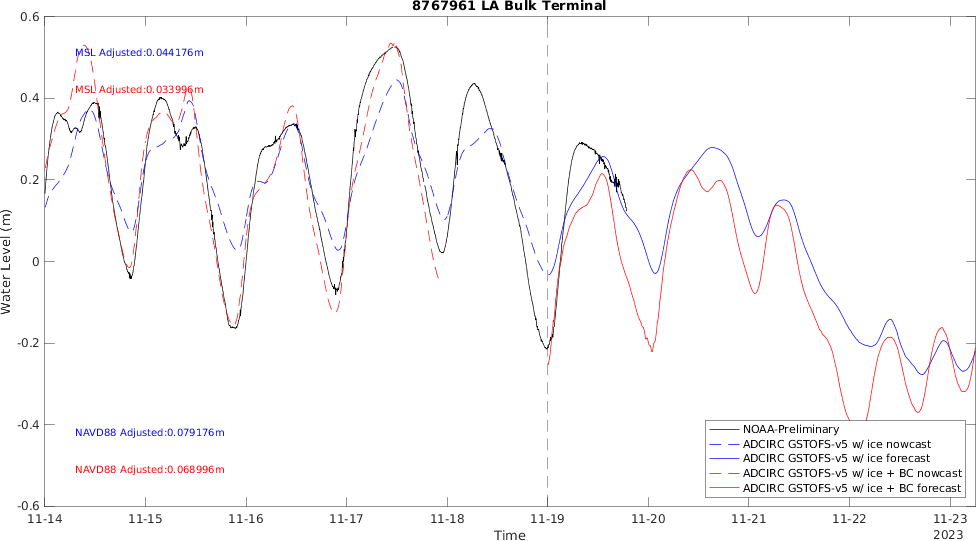 8767961 LA Bulk Terminal
0.6
MSL Adjusted:0.044176m
MSL Adjusted:0.033996m
0.4
0.2
0
-0.2
-0.4
-0.6
Water Level (m)
NAVD88 Adjusted:0.079176m
NAVD88 Adjusted:0.068996m
NOAA-Preliminary
ADCIRC GSTOFS-v5 w/ ice nowcast
ADCIRC GSTOFS-v5 w/ ice forecast
ADCIRC GSTOFS-v5 w/ ice + BC nowcast
ADCIRC GSTOFS-v5 w/ ice + BC forecast
11-14 11-15 11-16 11-17 11-18 11-19 11-20 11-21 11-22 11-23
Time 2023